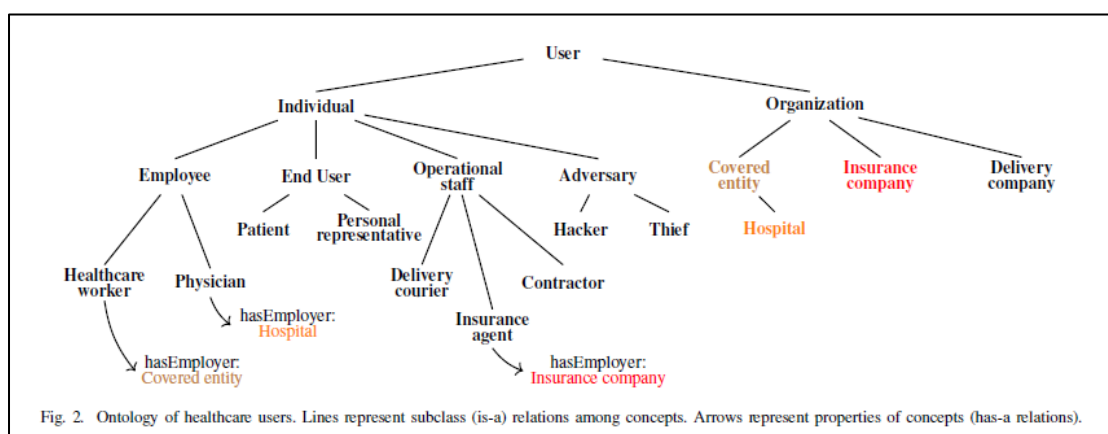 User
Individual
Organization
Employee
End User
Operational
staff
Adversary
Covered
entity
Insurance
company
Delivery
company
Patient
Personal
representative
Hacker
Thief
Hospital
Healthcare
worker
Physician
Delivery
courier
Contractor
hasEmployer:
Hospital
Insurance
agent
hasEmployer:
Covered entity
hasEmployer:
Insurance company
Fig. 2. Ontology of healthcare users. Lines represent subclass (is-a) relations among concepts. Arrows represent properties of concepts (has-a relations).